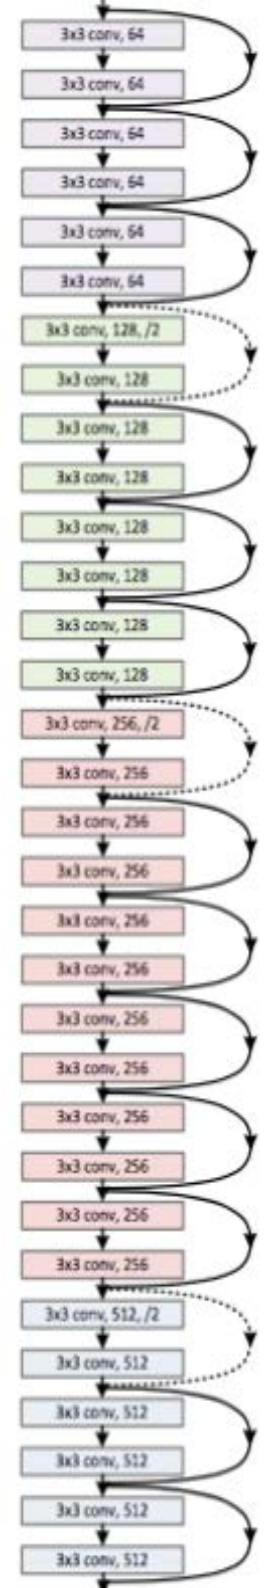 3x3 conv, 64
3x3 conv, 64
3x3 conv, 64
3x3 conv, 64
3x3 conv, 64
3x3 conv, 64
3x3 conv, 128, /2
3x3 conv, 128
3x3 conv, 128
3x3 conv, 128
3x3 conv, 128
3x3 conv, 128
3x3 conv, 128
3x3 conv, 128
3x3 conv, 256, /2
3x3 conv, 256
3x3 conv, 256
3x3 conv, 256
3x3 conv, 256
3x3 conv, 256
3x3 conv, 256
3x3 conv, 256
3x3 conv, 256
3x3 conv, 256
3x3 conv, 256
3x3 conv, 256
3x3 conv, 512, /2
3x3 conv, 512
3x3 conv, 512
3x3 conv, 512
3x3 conv, 512
3x3 conv, 512